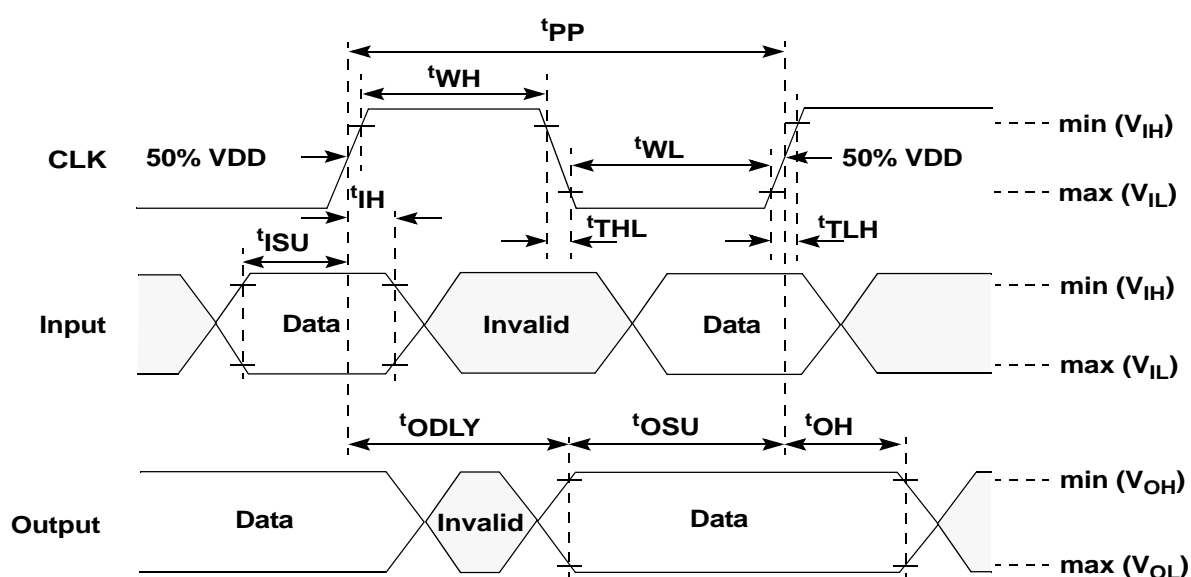 tPP
tWH
min (VIH)
CLK
50% VDD
tWL
50% VDD
max (VIL)
tIH
tTHL
tTLH
tISU
min (VIH)
Input
Data
Invalid
Data
max (VIL)
tODLY
tOSU
tOH
min (VOH)
Output
Data
Invalid
Data
max (VOL)